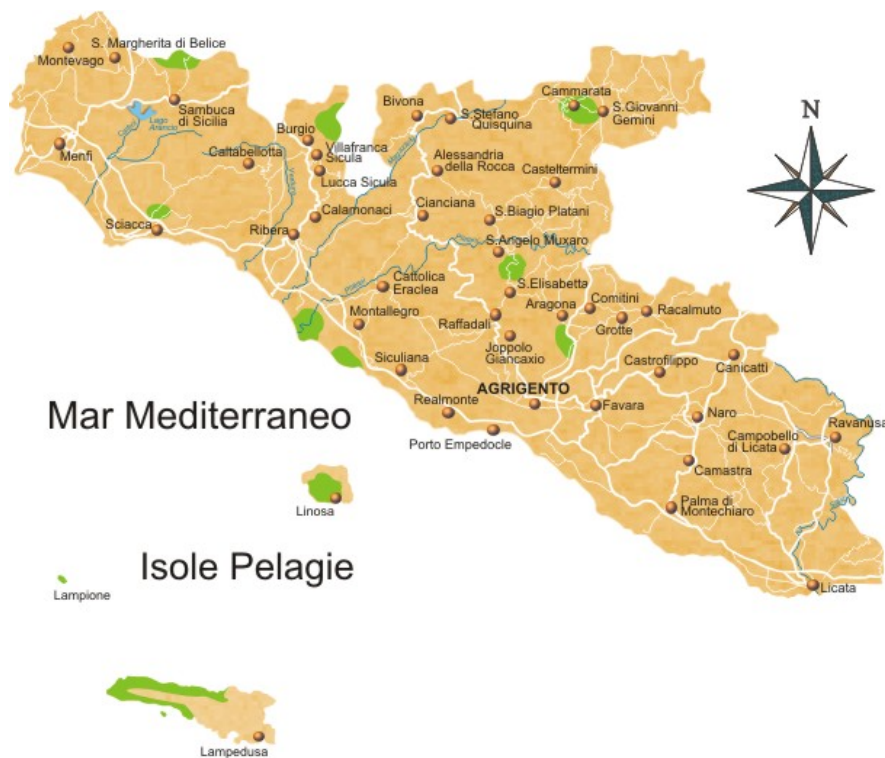 S. Margherita di Belice
Montevago
Sambuca
di Sicilia
Lago
Arancio
Menfi
Caltabellotta
Sciacca
Burgio
Villafranca
Sicula
Lucca Sicula
Calamonaci
Ribera
Bivona
S.Stefano
Quisquina
Cammarata
S.Giovanni
Gemini
N
Alessandria
della Rocca
Casteltermini
Cianciana
S.Biagio Platani
S.Angelo Muxaro
Cattolica
Eraclea
S.Elisabetta
Aragona
Comitini
Racalmuto
Grotte
Montallegro
Raffadali
Joppolo
Giancaxio
Siculiana
Castrofilippo
Canicatti
AGRIGENTO
Realmonte
Favara
Naro
Ravanusa
Porto Empedocle
Campobello
di Licata
Camastra
Palma di
Montechiaro
Licata
Mar Mediterraneo
Linosa
Isole Pelagie
Lampione
Lampedusa